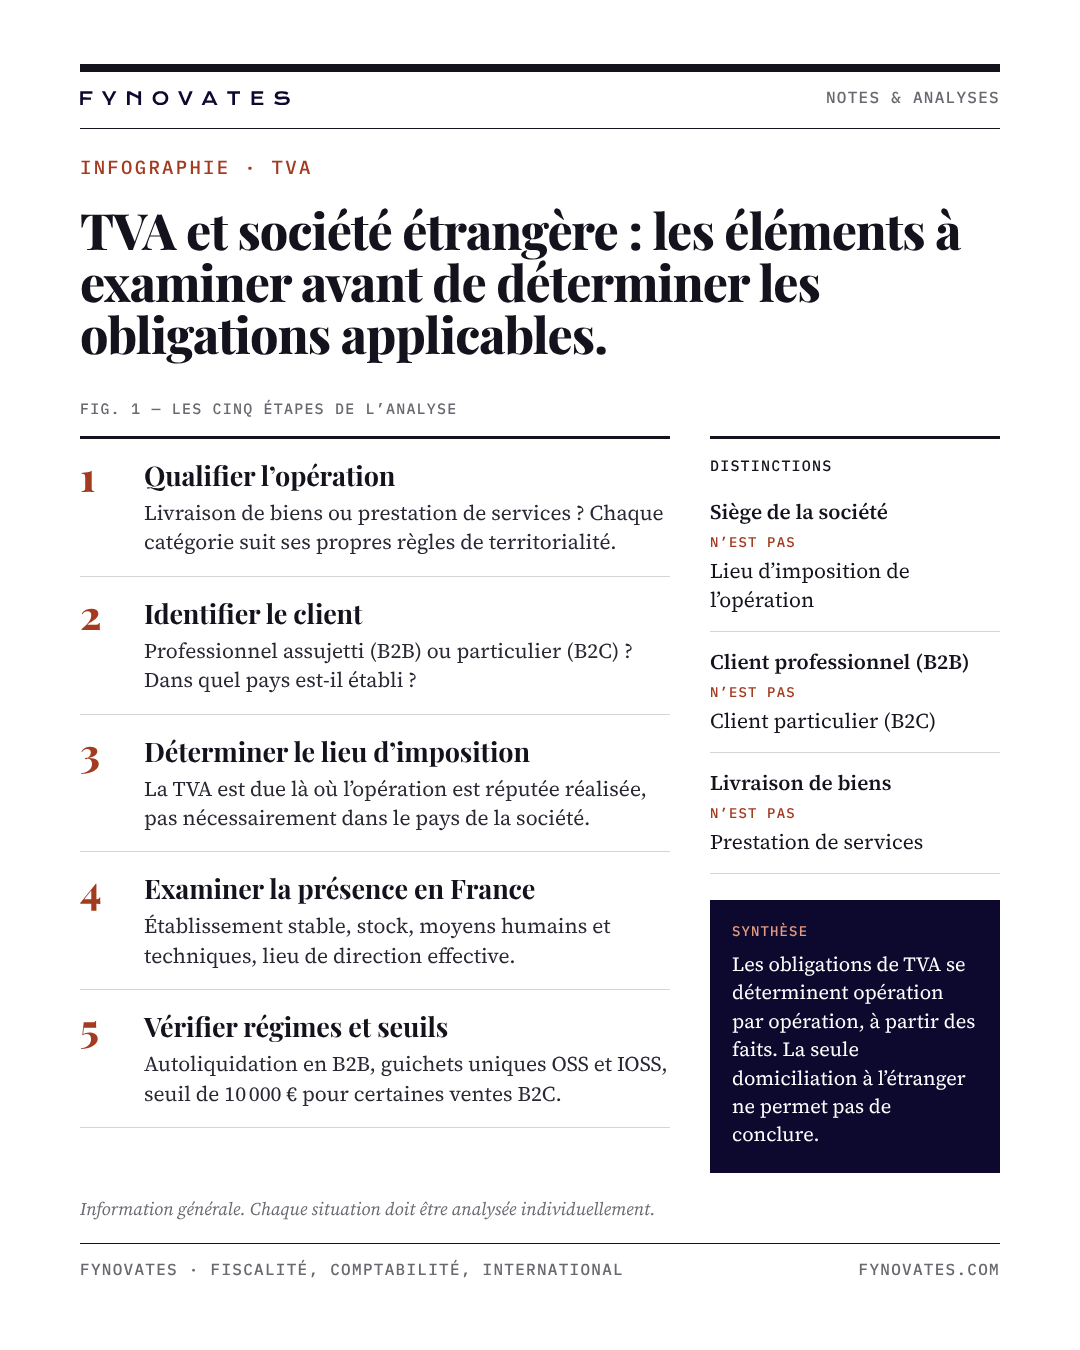 FYNOVATES
NOTES & ANALYSES
INFOGRAPHIE · TVA
TVA et société étrangère : les éléments à
examiner avant de déterminer les
obligations applicables.
FIG. 1 — LES CINQ ÉTAPES DE L’ANALYSE
1
Qualifier l’opération
Livraison de biens ou prestation de services ? Chaque
catégorie suit ses propres règles de territorialité.
2
Identifier le client
Professionnel assujetti (B2B) ou particulier (B2C) ?
Dans quel pays est-il établi ?
3
Déterminer le lieu d’imposition
La TVA est due là où l’opération est réputée réalisée,
pas nécessairement dans le pays de la société.
4
Examiner la présence en France
Établissement stable, stock, moyens humains et
techniques, lieu de direction effective.
5
Vérifier régimes et seuils
Autoliquidation en B2B, guichets uniques OSS et IOSS,
seuil de 10 000 € pour certaines ventes B2C.
DISTINCTIONS
Siège de la société
N’EST PAS
Lieu d’imposition de
l’opération
Client professionnel (B2B)
N’EST PAS
Client particulier (B2C)
Livraison de biens
N’EST PAS
Prestation de services
SYNTHÈSE
Les obligations de TVA se
déterminent opération
par opération, à partir des
faits. La seule
domiciliation à l’étranger
ne permet pas de
conclure.
Information générale. Chaque situation doit être analysée individuellement.
FYNOVATES · FISCALITÉ, COMPTABILITÉ, INTERNATIONAL
FYNOVATES.COM